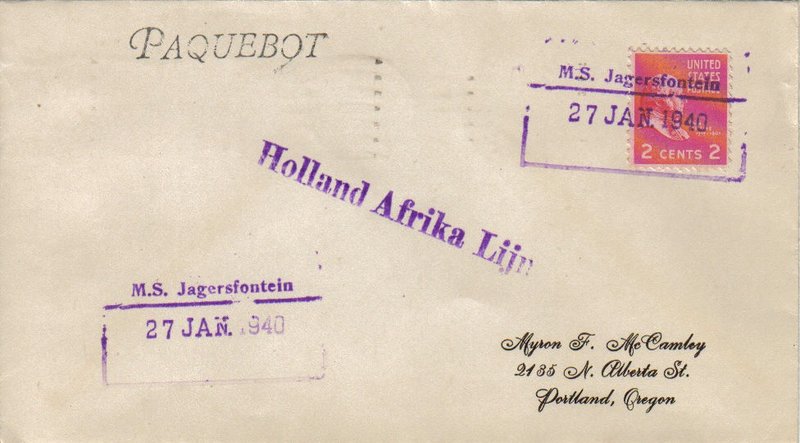 PAQUEBOT
UNITED
STATES
POSTAGE
M.S. Jagersfontein
27 JAN. 1940
2 CENTS 2
Holland Afrika Lijn
M.S. Jagersfontein
27 JAN. 1940
Myron F. McCamley
2135 N. Alberta St.
Portland, Oregon